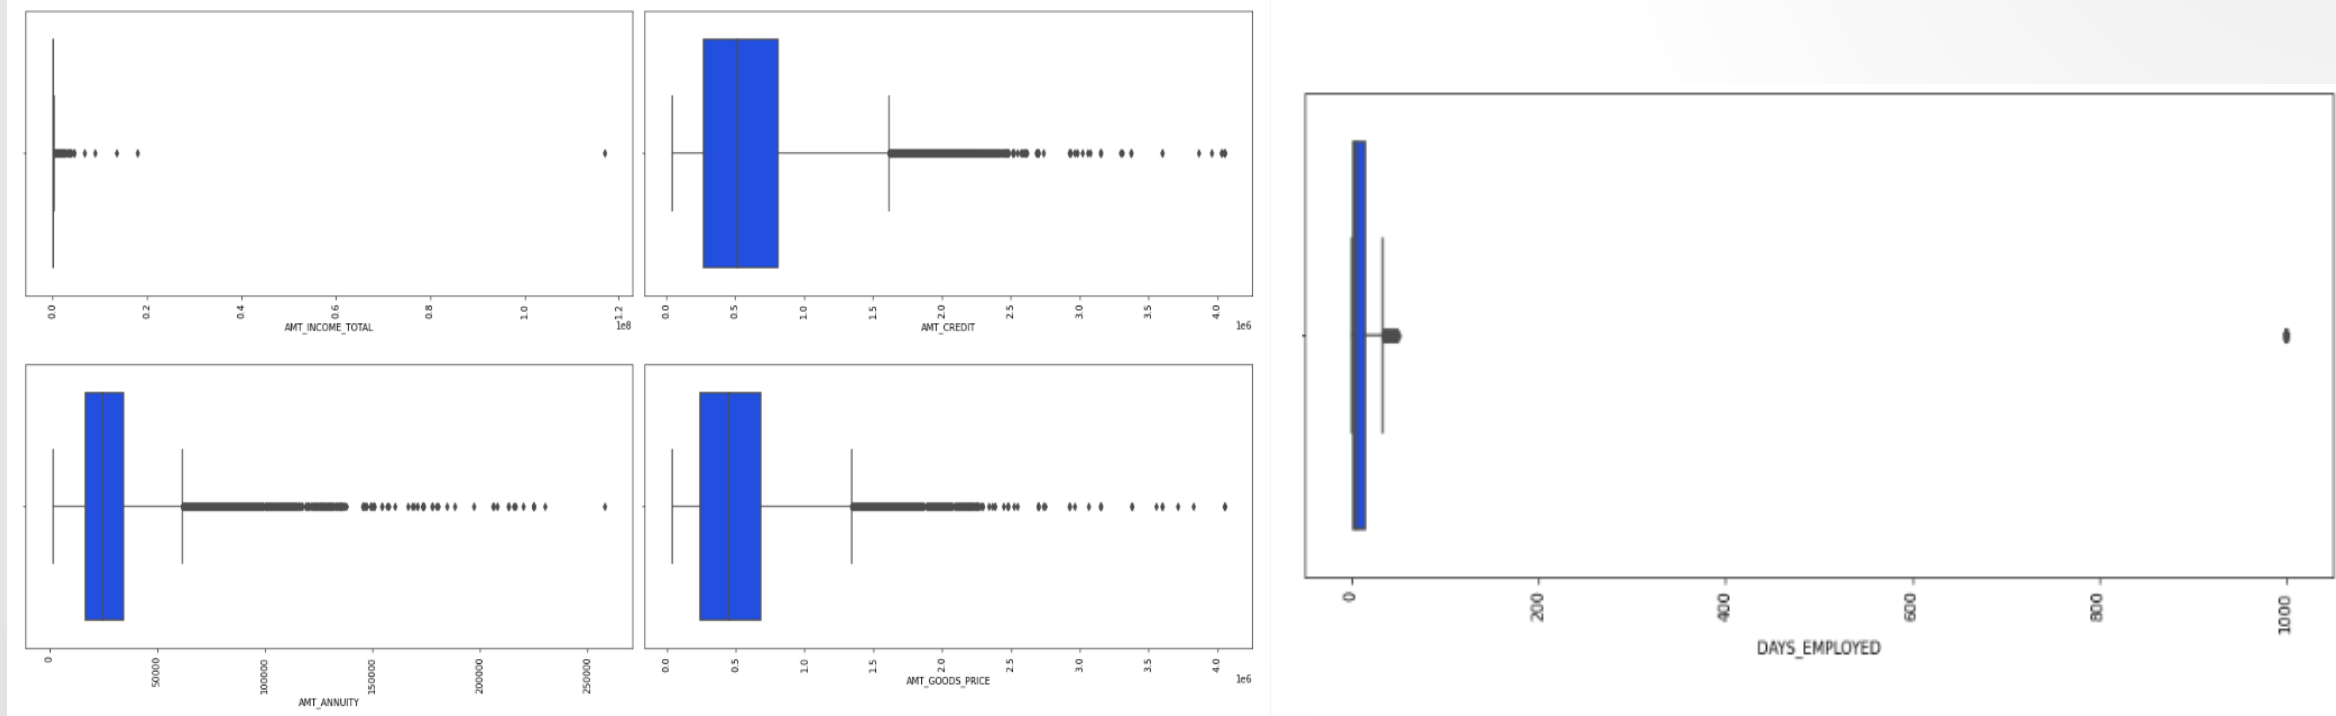 0.0 0.2 0.4 0.6 0.8 1.0 1.2
1e8
AMT_INCOME_TOTAL
0.0 0.5 1.0 1.5 2.0 2.5 3.0 3.5 4.0
AMT_CREDIT
1e6
0 50000 100000 150000 200000 250000
AMT_ANNUITY
0.0 0.5 1.0 1.5 2.0 2.5 3.0 3.5 4.0
AMT_GOODS_PRICE
1e6
0 200 400 600 800 1000
DAYS_EMPLOYED